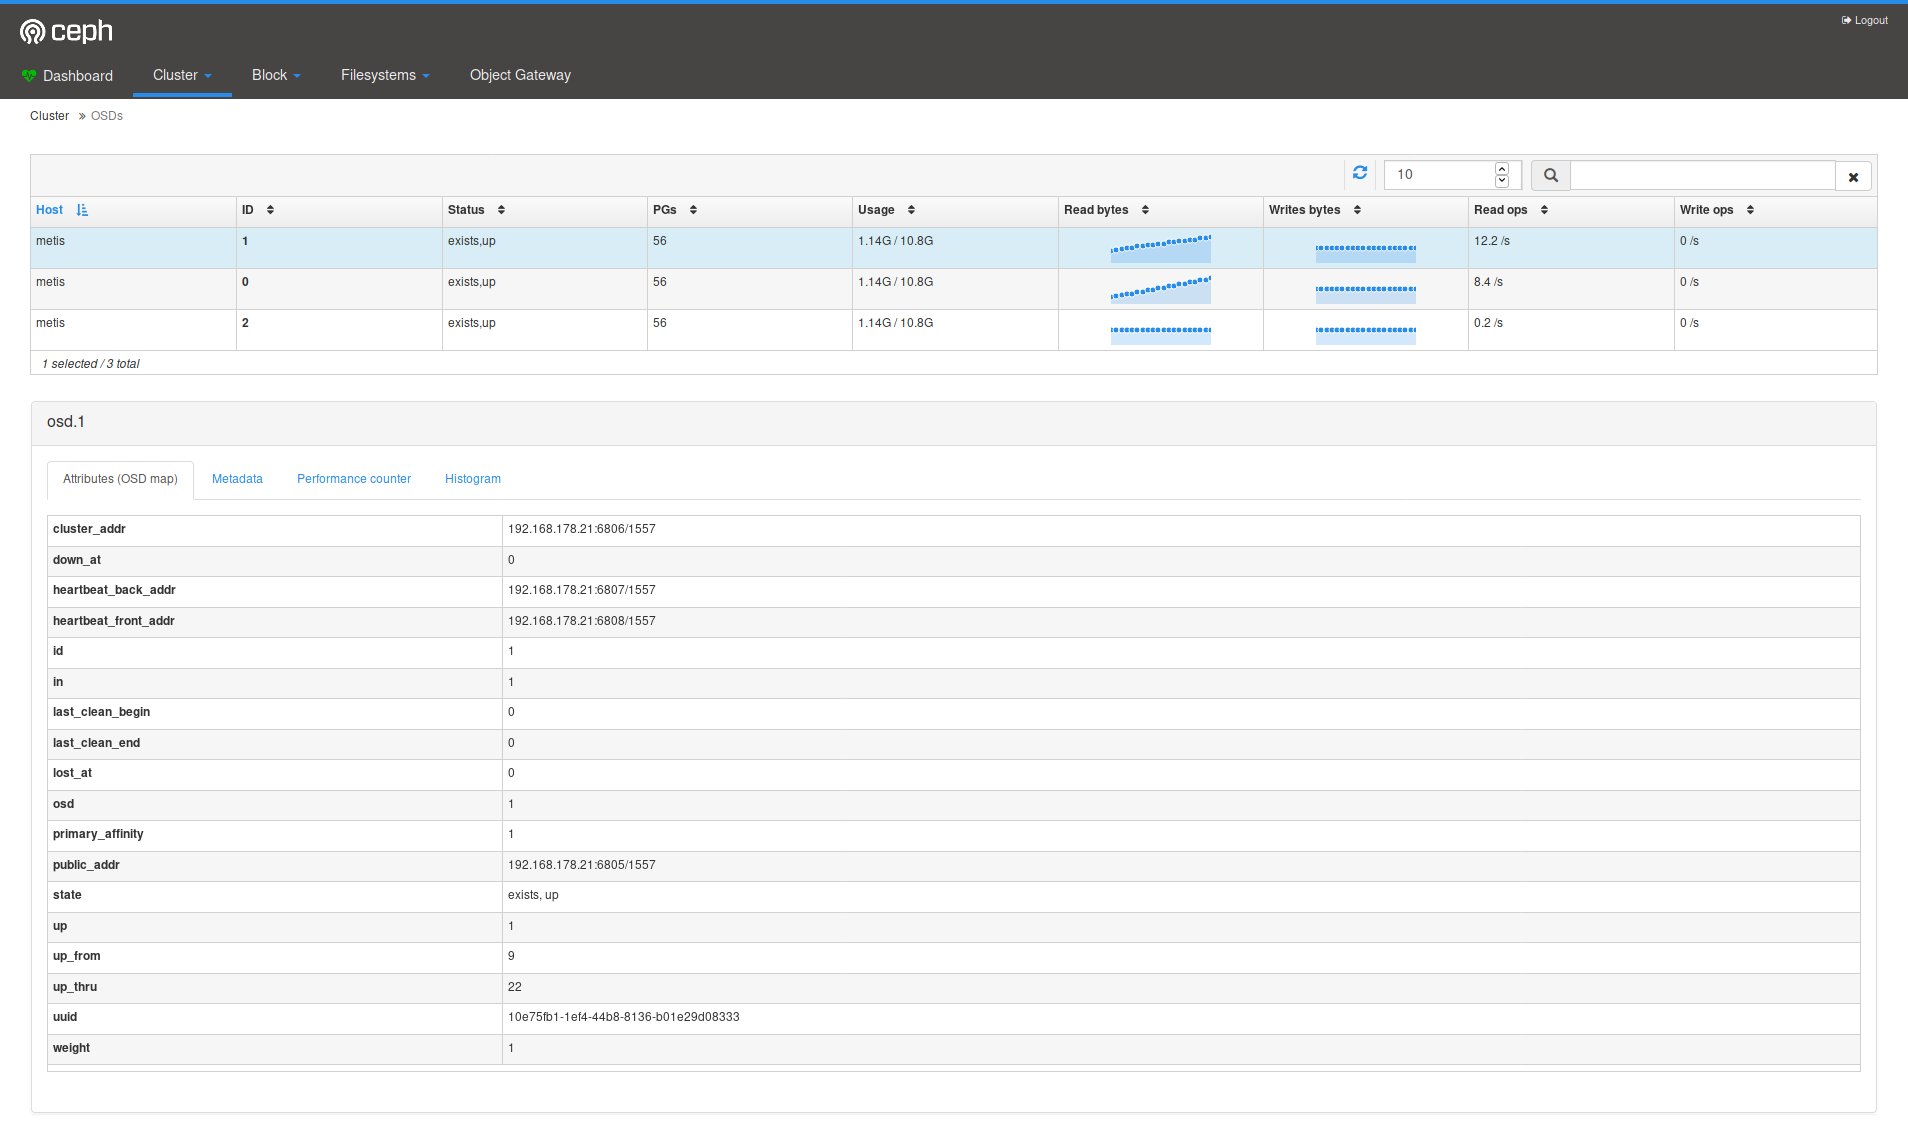 ceph
Logout
Dashboard Cluster Block Filesystems Object Gateway
Cluster » OSDs
10
Host ID Status PGs Usage Read bytes Writes bytes Read ops Write ops
metis 1 exists,up 56 1.14G / 10.8G 12.2 /s 0 /s
metis 0 exists,up 56 1.14G / 10.8G 8.4 /s 0 /s
metis 2 exists,up 56 1.14G / 10.8G 0.2 /s 0 /s
1 selected / 3 total
osd.1
Attributes (OSD map) Metadata Performance counter Histogram
cluster_addr 192.168.178.21:6806/1557
down_at 0
heartbeat_back_addr 192.168.178.21:6807/1557
heartbeat_front_addr 192.168.178.21:6808/1557
id 1
in 1
last_clean_begin 0
last_clean_end 0
lost_at 0
osd 1
primary_affinity 1
public_addr 192.168.178.21:6805/1557
state exists, up
up 1
up_from 9
up_thru 22
uuid 10e75fb1-1ef4-44b8-8136-b01e29d08333
weight 1